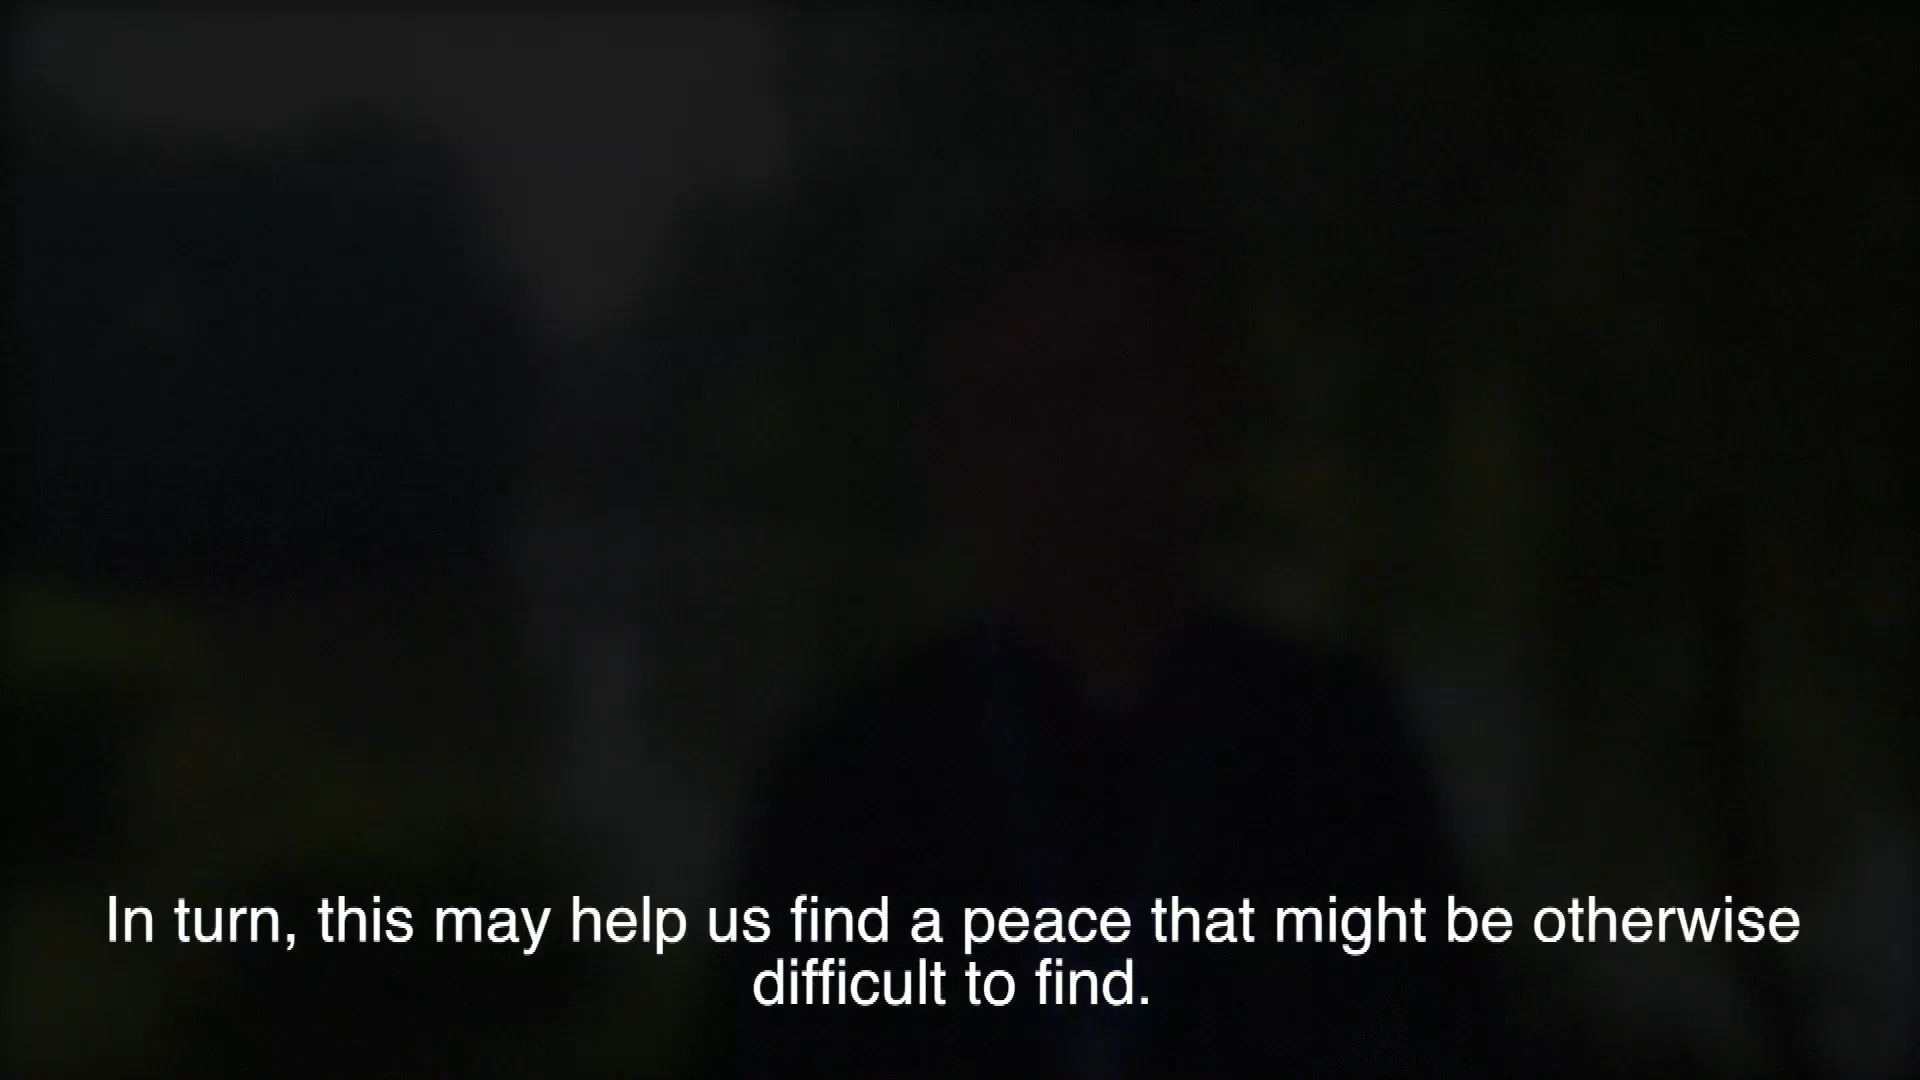 In turn, this may help us find a peace that might be otherwise
difficult to find.